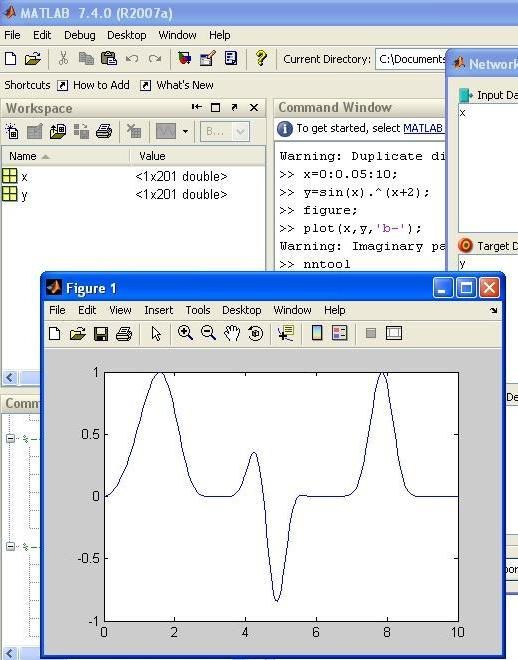 MATLAB 7.4.0 (R2007a)
File Edit Debug Desktop Window Help
Current Directory: C:\Documents
Shortcuts How to Add What's New
Network
Input Da
x
Workspace
B...
Name Value
x <1x201 double>
y <1x201 double>
Command Window
To get started, select MATLAB
Warning: Duplicate di
>> x=0:0.05:10;
>> y=sin(x).^(x+2);
>> figure;
>> plot(x,y,'b-');
Warning: Imaginary pa
>> nntool
Target D
y
Comm
%-
%-
Figure 1
File Edit View Insert Tools Desktop Window Help
1
0.5
0
-0.5
-1
0 2 4 6 8 10
De